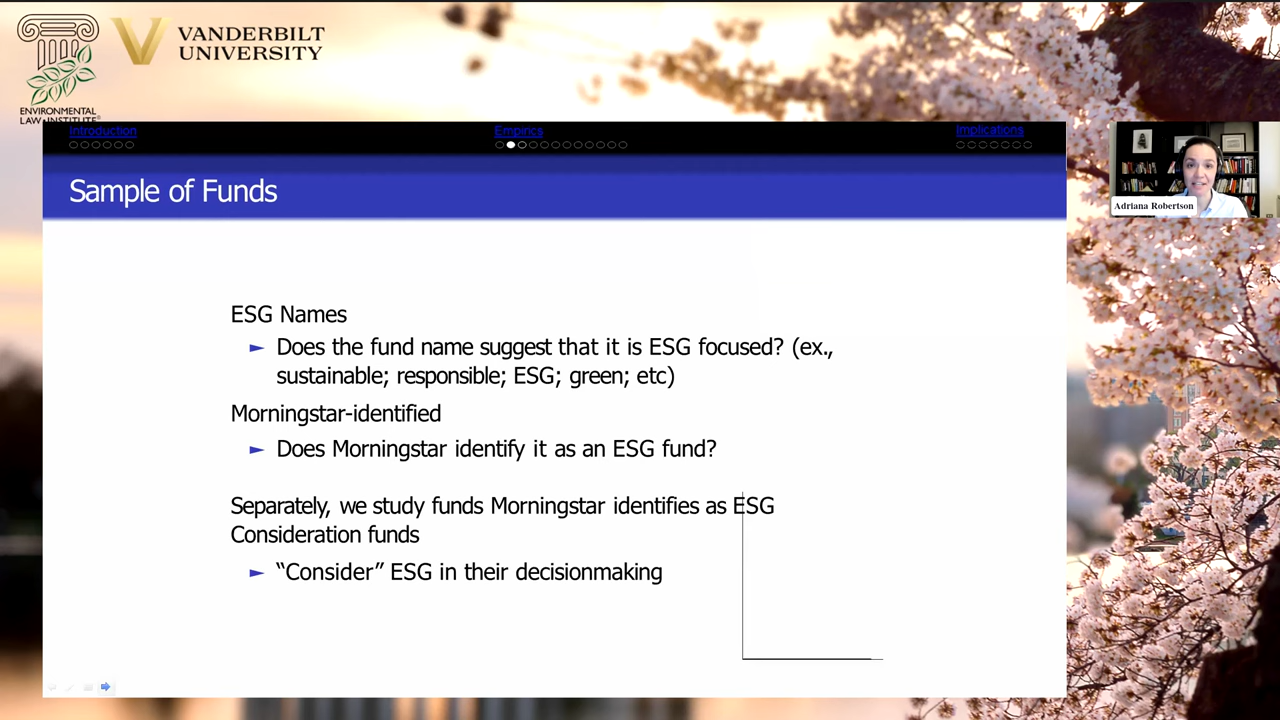 VANDERBILT
UNIVERSITY
ENVIRONMENTAL
LAW•INSTITUTE®
Introduction
Empirics
Implications
Sample of Funds
Adriana Robertson
ESG Names
► Does the fund name suggest that it is ESG focused? (ex.,
sustainable; responsible; ESG; green; etc)
Morningstar-identified
► Does Morningstar identify it as an ESG fund?
Separately, we study funds Morningstar identifies as ESG
Consideration funds
► “Consider” ESG in their decisionmaking